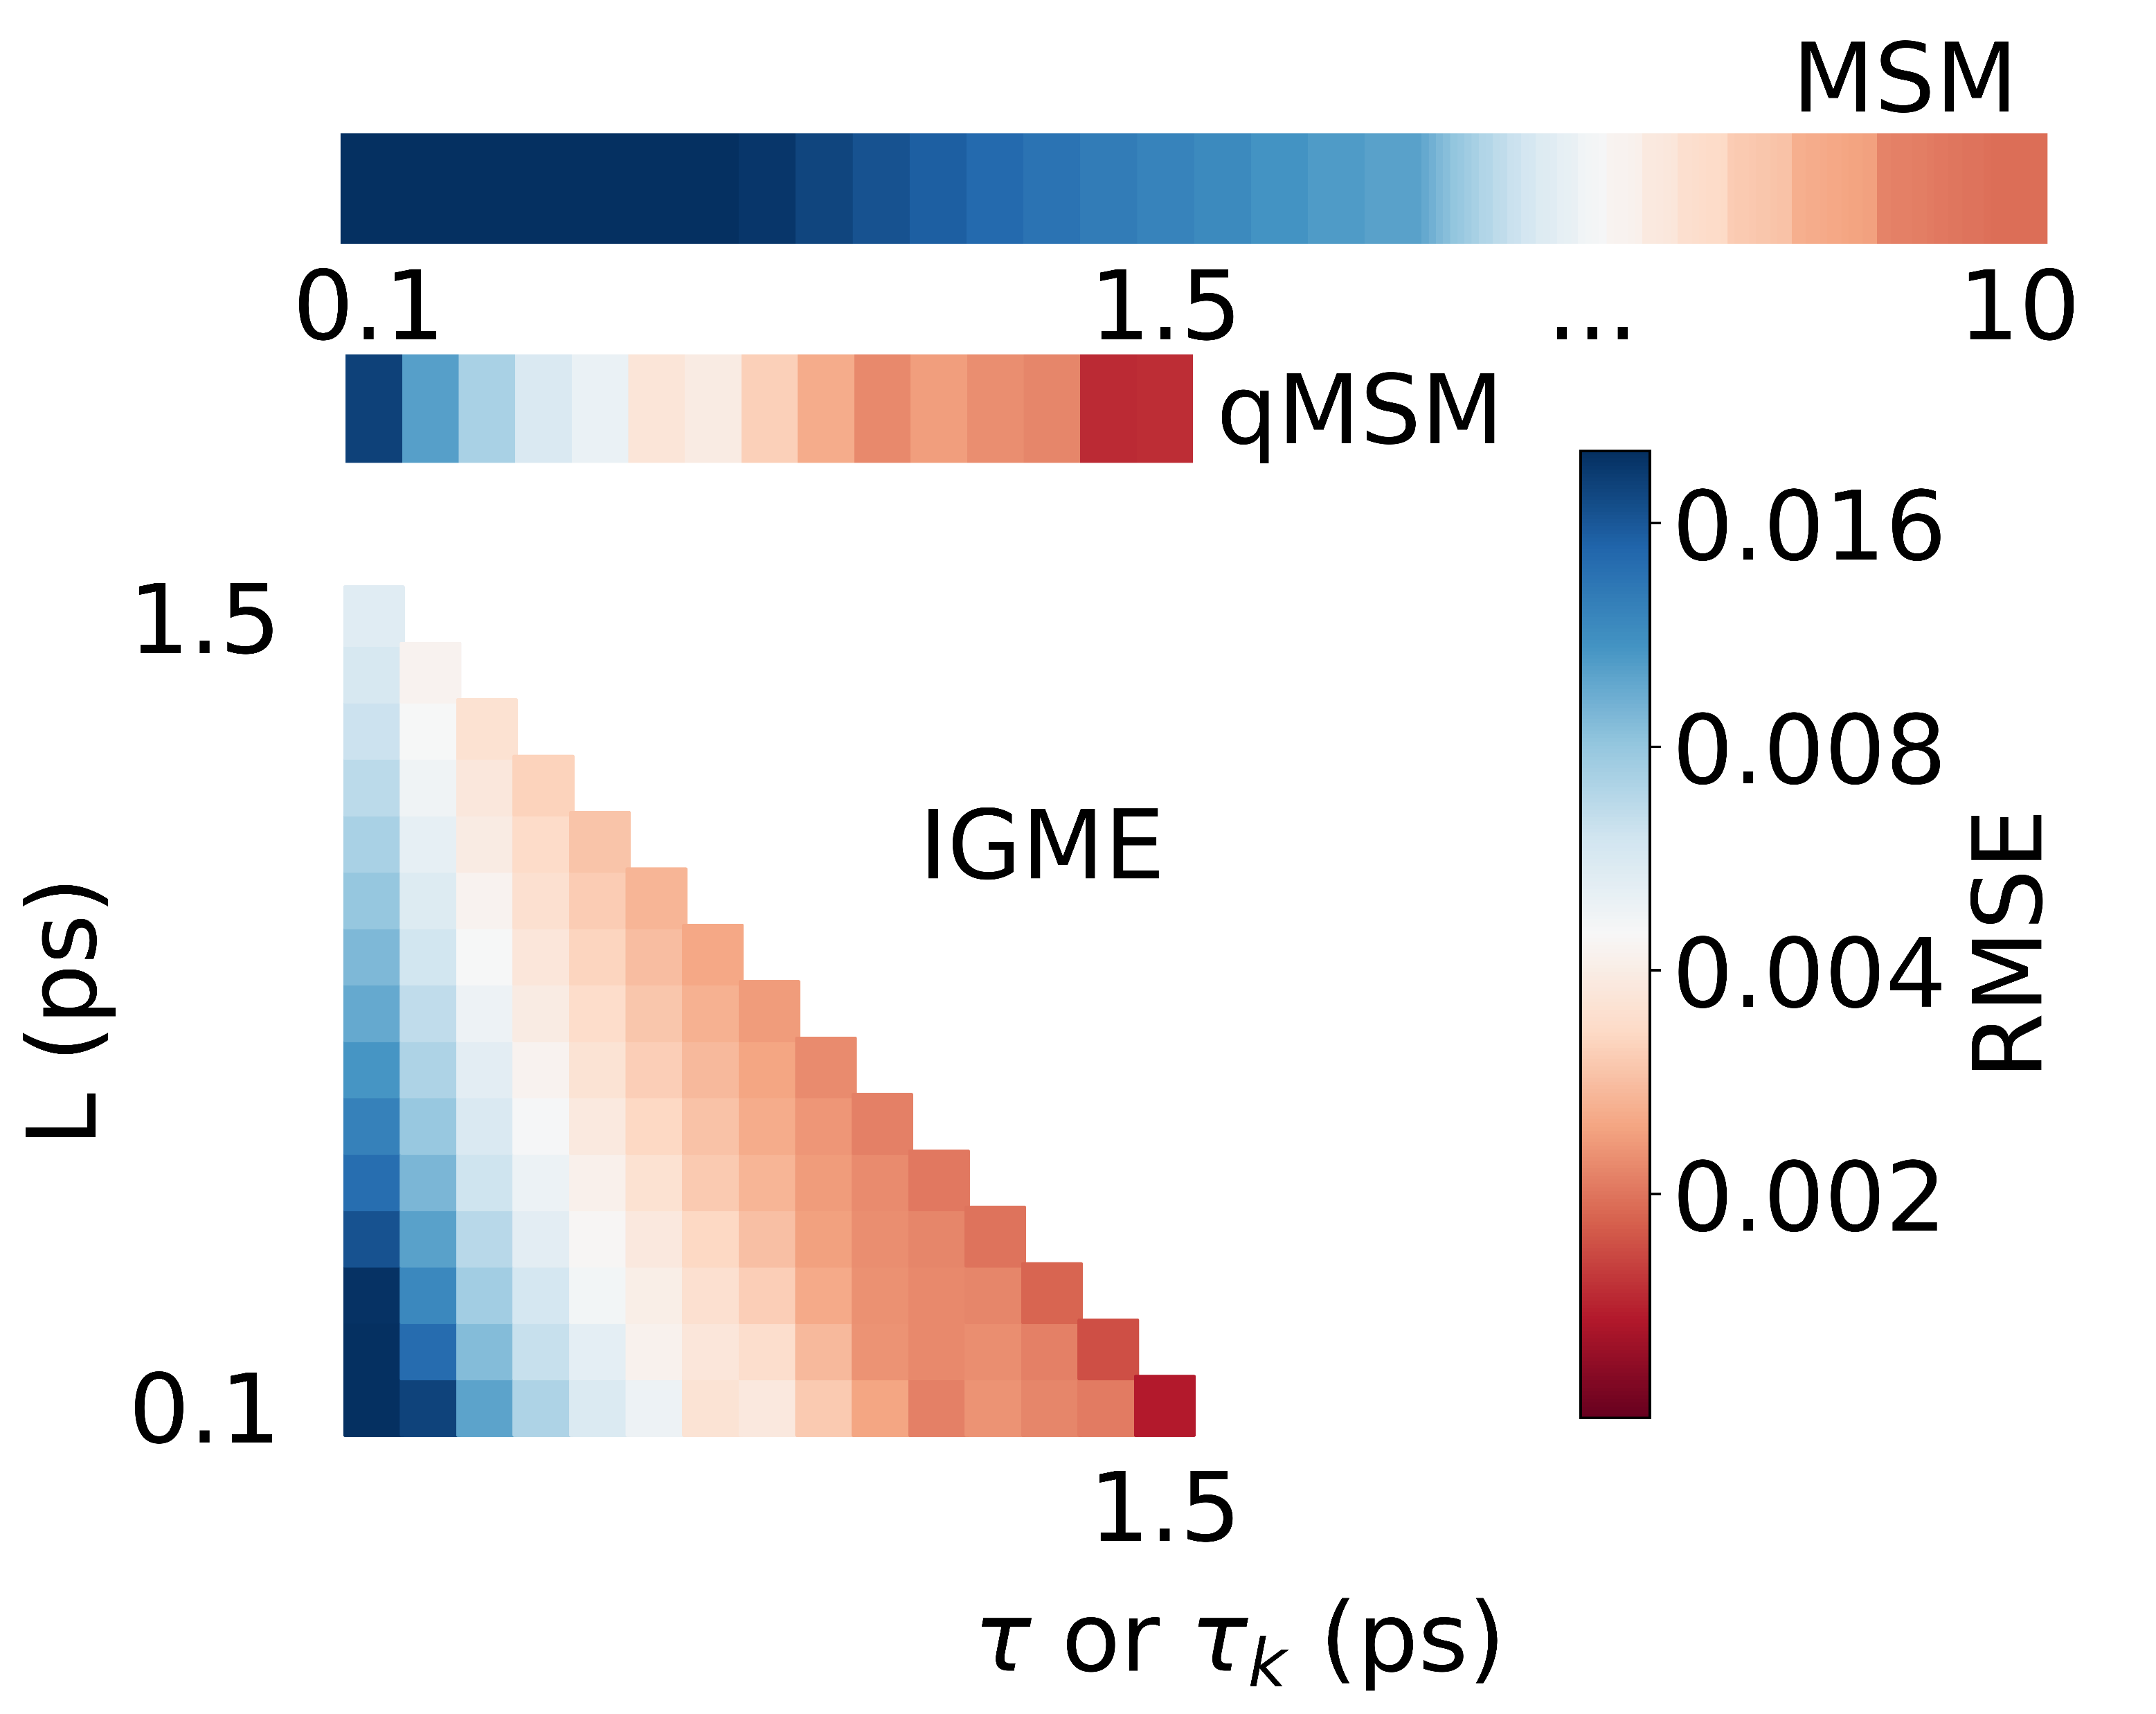 MSM
0.1 1.5 ... 10
qMSM
0.016
1.5
0.008
IGME
L (ps)
0.004
RMSE
0.002
0.1
1.5
τ or τk (ps)